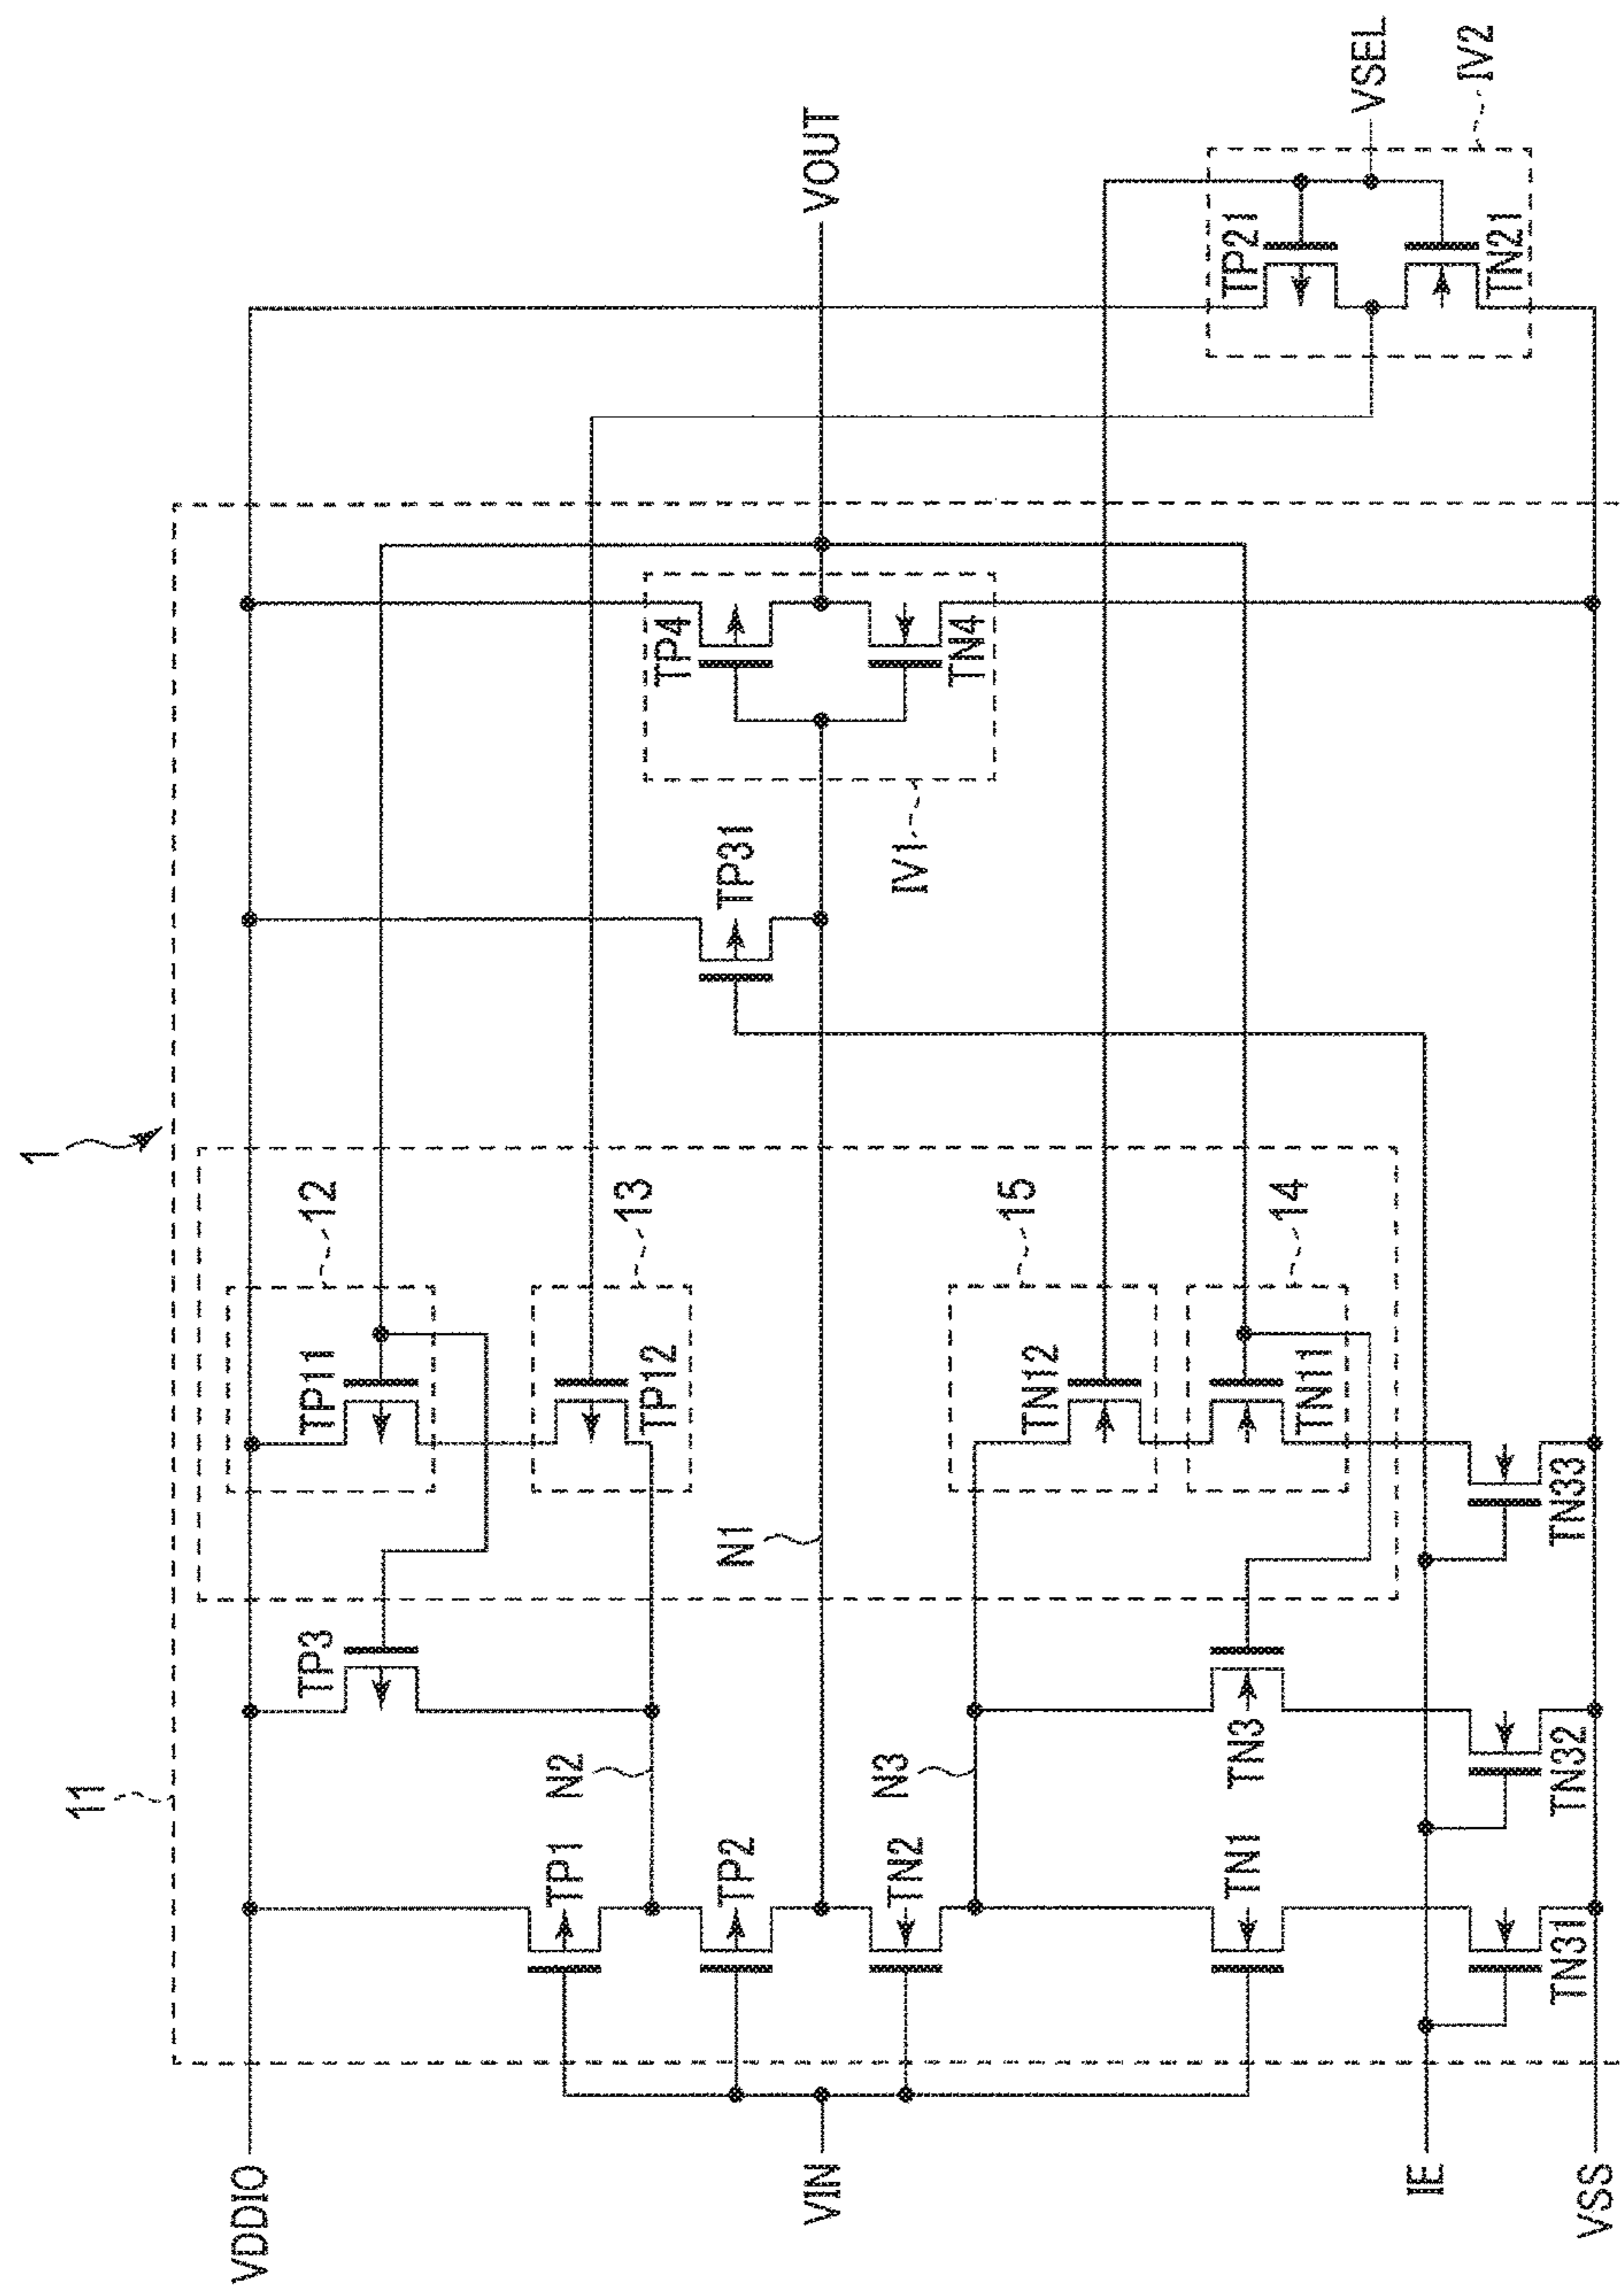 1
11
VDDIO
TP3
TP11
12
TP1
N2
TP12
13
TP2
N1
TP31
TP4
VOUT
VIN
TN2
N3
IV1
TN4
TN12
15
TN1
TN3
TN11
14
TP21
VSEL
IE
TN31
TN32
TN33
TN21
IV2
VSS